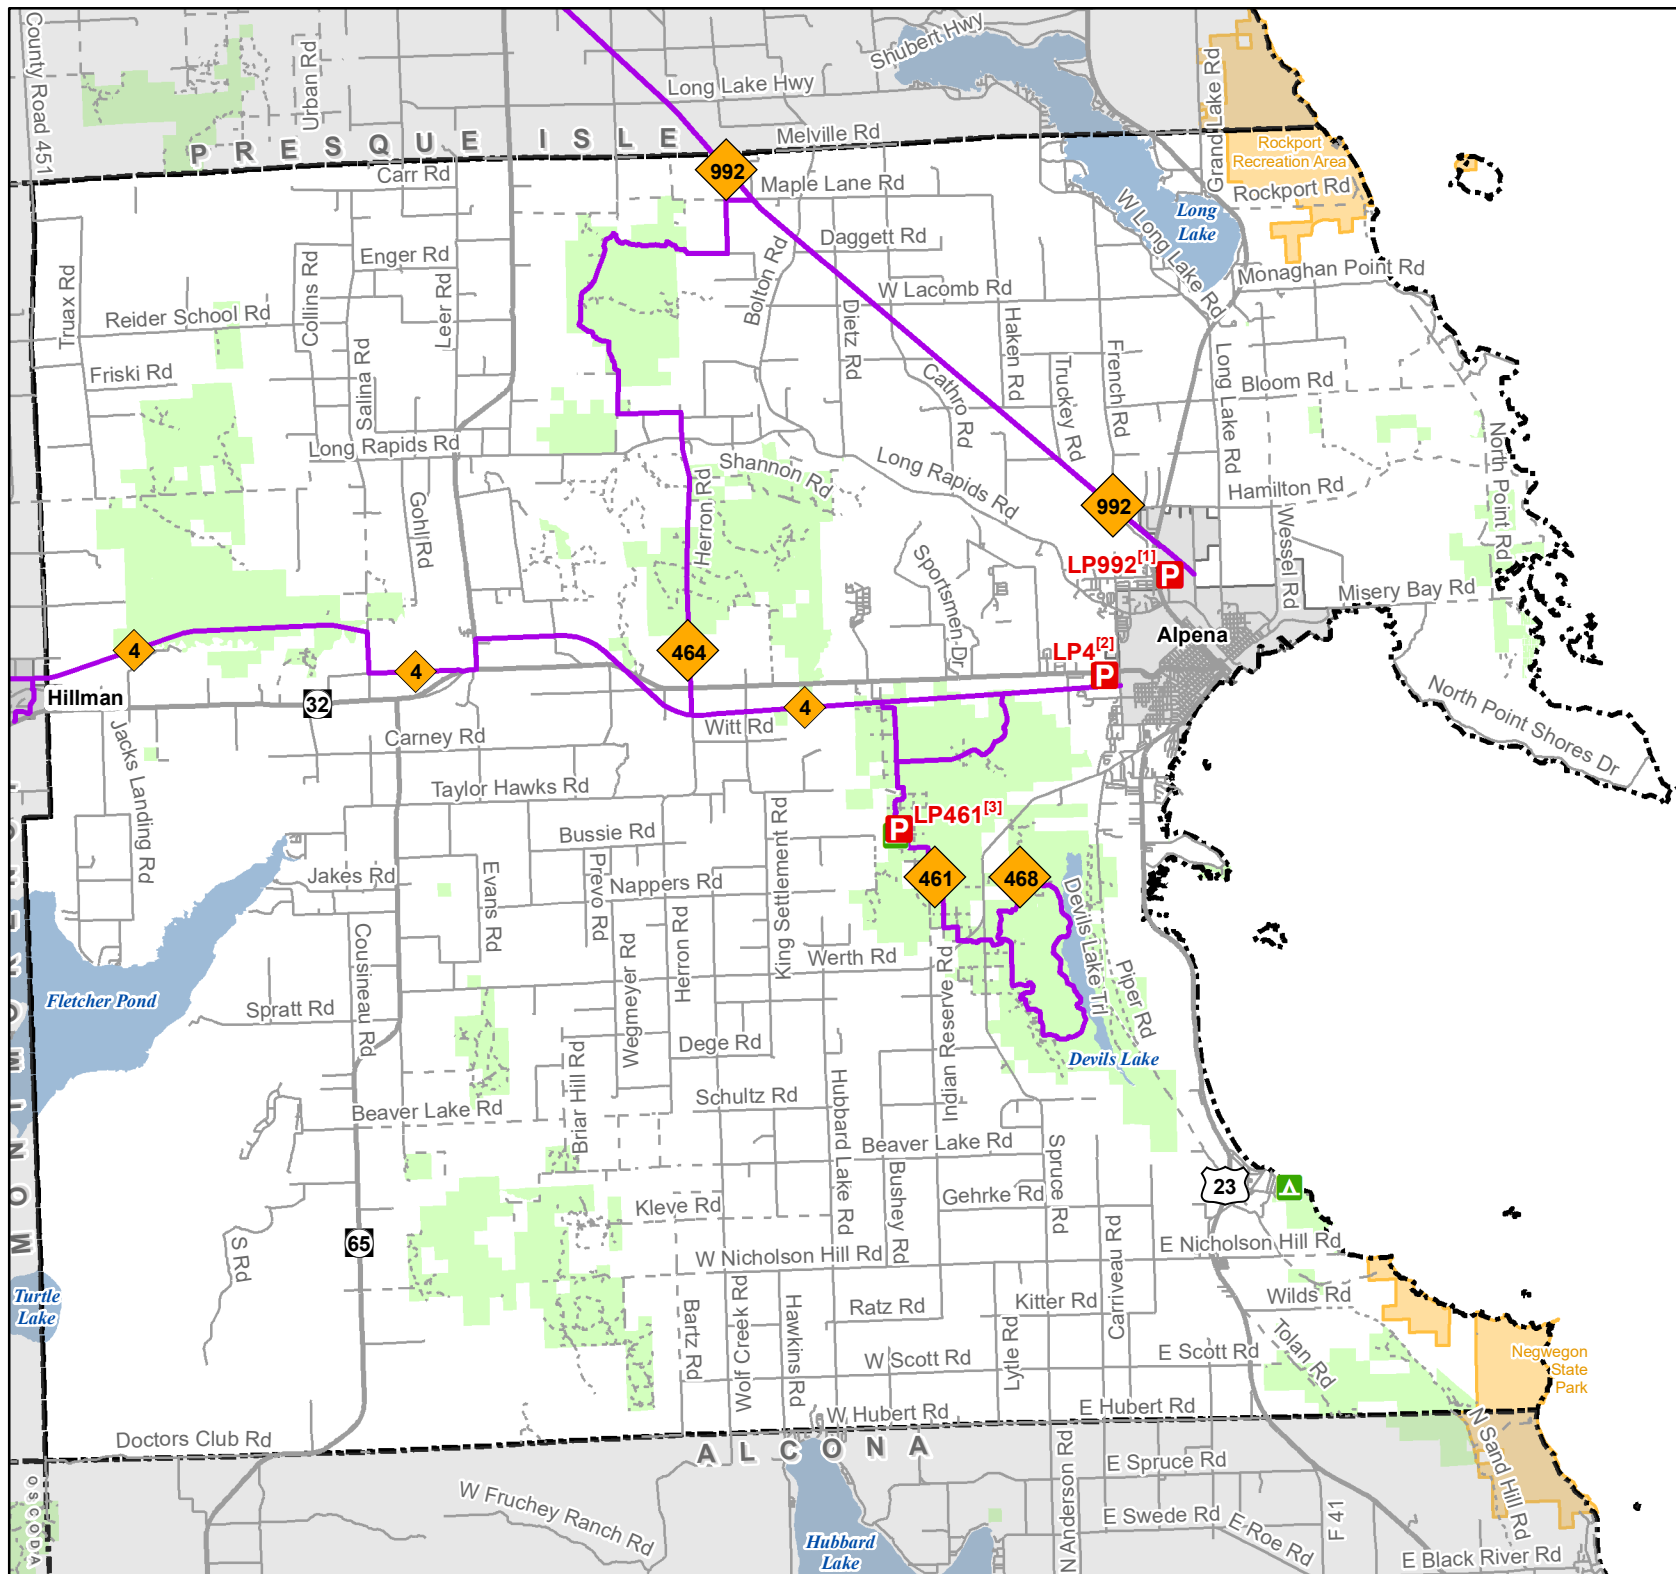 County Road 451
Urban Rd
Shubert Hwy
Long Lake Hwy
Grand Lake Rd
PRESQUE ISLE
Melville Rd
Rockport
Recreation Area
Carr Rd
992
Maple Lane Rd
Rockport Rd
Long
Lake
W Long Lake Rd
Truax Rd
Enger Rd
Collins Rd
Leer Rd
Bolton Rd
Daggett Rd
Monaghan Point Rd
W Lacomb Rd
Reider School Rd
Dietz Rd
Haken Rd
Friski Rd
Salina Rd
Cathro Rd
Truckey Rd
French Rd
Long Lake Rd
Bloom Rd
Long Rapids Rd
Shannon Rd
Long Rapids Rd
Hamilton Rd
North Point Rd
Gohl Rd
Herron Rd
992
Wessel Rd
Sportsmen Dr
LP992[1]
P
Misery Bay Rd
Alpena
4
464
LP4[2]
P
4
Hillman
32
4
Witt Rd
North Point Shores Dr
Jacks Landing Rd
Carney Rd
Taylor Hawks Rd
King Settlement Rd
LP461[3]
P
Bussie Rd
Jakes Rd
Evans Rd
Prevo Rd
Nappers Rd
461
468
Devils Lake Trl
Cousineau Rd
Wegmeyer Rd
Herron Rd
Werth Rd
Indian Reserve Rd
Piper Rd
Fletcher Pond
Spratt Rd
Dege Rd
Devils Lake
MONTMORENCY
Briar Hill Rd
Beaver Lake Rd
Schultz Rd
Hubbard Lake Rd
Beaver Lake Rd
Spruce Rd
Bushey Rd
Gehrke Rd
23
Kleve Rd
65
S Rd
W Nicholson Hill Rd
Carriveau Rd
E Nicholson Hill Rd
Turtle
Lake
Bartz Rd
Wolf Creek Rd
Hawkins Rd
Ratz Rd
Kitter Rd
Wilds Rd
Tolan Rd
Lytle Rd
W Scott Rd
E Scott Rd
Negwegon
State
Park
W Hubert Rd
E Hubert Rd
Doctors Club Rd
ALCONA
N Sand Hill Rd
OSCODA
N Anderson Rd
E Spruce Rd
W Fruchey Ranch Rd
E Swede Rd
E Roe Rd
F 41
Hubbard
Lake
E Black River Rd